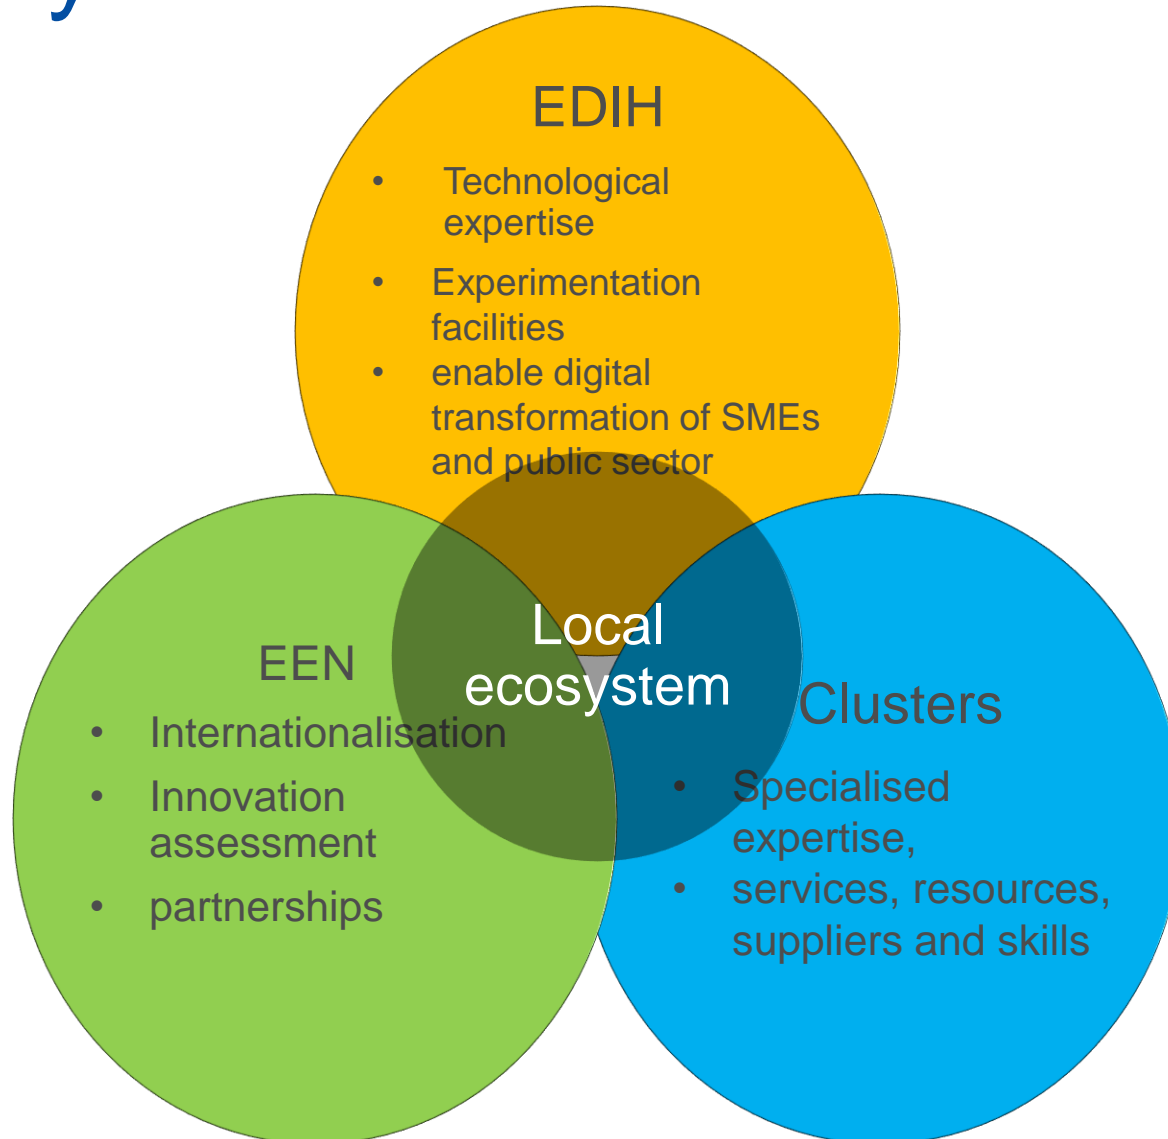 y
EDIH
• Technological
expertise
• Experimentation
facilities
• enable digital
transformation of SMEs
and public sector
Local
ecosystem
EEN
• Internationalisation
• Innovation
assessment
• partnerships
Clusters
• Specialised
expertise,
• services, resources,
suppliers and skills